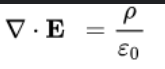 ∇ · E = ρ/ε₀